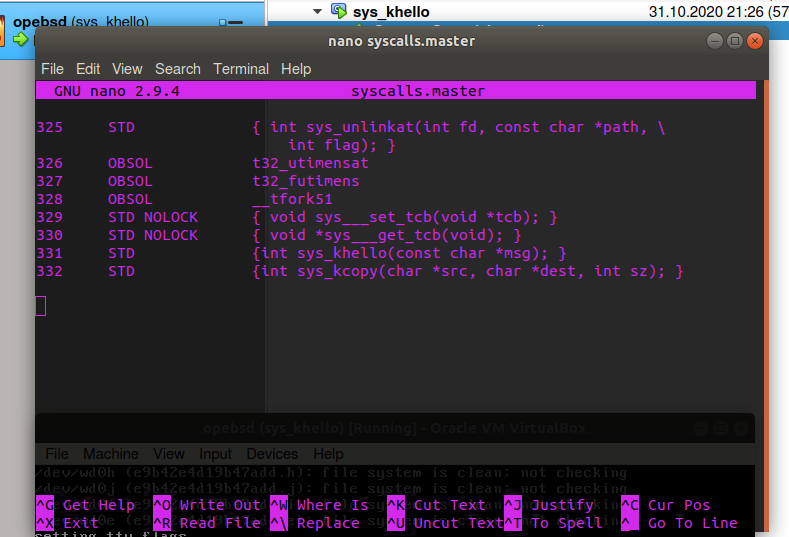 opebsd (sys_khello)
sys_khello 31.10.2020 21:26 (57
nano syscalls.master
File Edit View Search Terminal Help
GNU nano 2.9.4 syscalls.master
325 STD { int sys_unlinkat(int fd, const char *path, \
int flag); }
326 OBSOL t32_utimensat
327 OBSOL t32_futimens
328 OBSOL __tfork51
329 STD NOLOCK { void sys___set_tcb(void *tcb); }
330 STD NOLOCK { void *sys___get_tcb(void); }
331 STD {int sys_khello(const char *msg); }
332 STD {int sys_kcopy(char *src, char *dest, int sz); }
opebsd (sys_khello) [Running] - Oracle VM VirtualBox
File Machine View Input Devices Help
/dev/wd0h (e9b42e4d19b47add.h): file system is clean; not checking
/dev/wd0j (e9b42e4d19b47add.j): file system is clean; not checking
^G Get Help ^O Write Out ^W Where Is ^K Cut Text ^J Justify ^C Cur Pos
^X Exit ^R Read File ^\ Replace ^U Uncut Text ^T To Spell ^_ Go To Line
setting tty flags